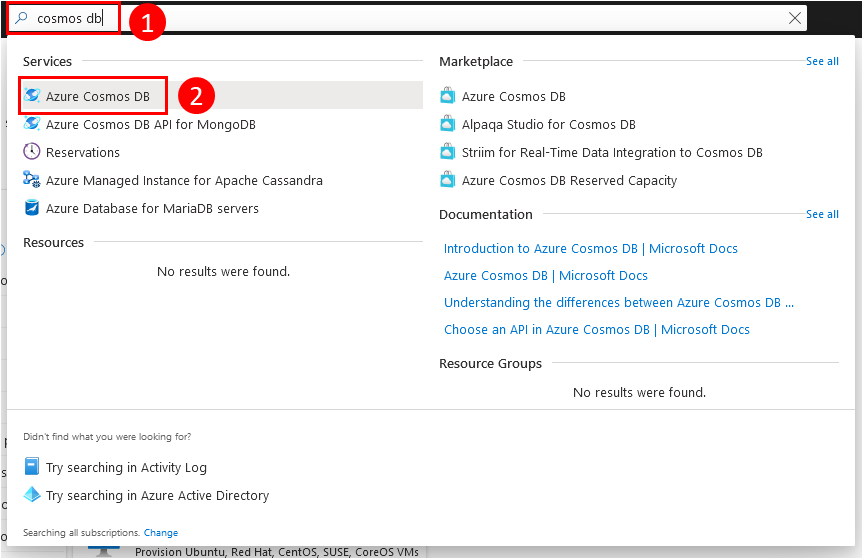 cosmos db
1
Services
Azure Cosmos DB
2
Azure Cosmos DB API for MongoDB
Reservations
Azure Managed Instance for Apache Cassandra
Azure Database for MariaDB servers
Resources
No results were found.
Marketplace
See all
Azure Cosmos DB
Alpaqa Studio for Cosmos DB
Striim for Real-Time Data Integration to Cosmos DB
Azure Cosmos DB Reserved Capacity
Documentation
See all
Introduction to Azure Cosmos DB | Microsoft Docs
Azure Cosmos DB | Microsoft Docs
Understanding the differences between Azure Cosmos DB ...
Choose an API in Azure Cosmos DB | Microsoft Docs
Resource Groups
No results were found.
Didn't find what you were looking for?
Try searching in Activity Log
Try searching in Azure Active Directory
Searching all subscriptions. Change
Provision Ubuntu, Red Hat, CentOS, SUSE, CoreOS VMs